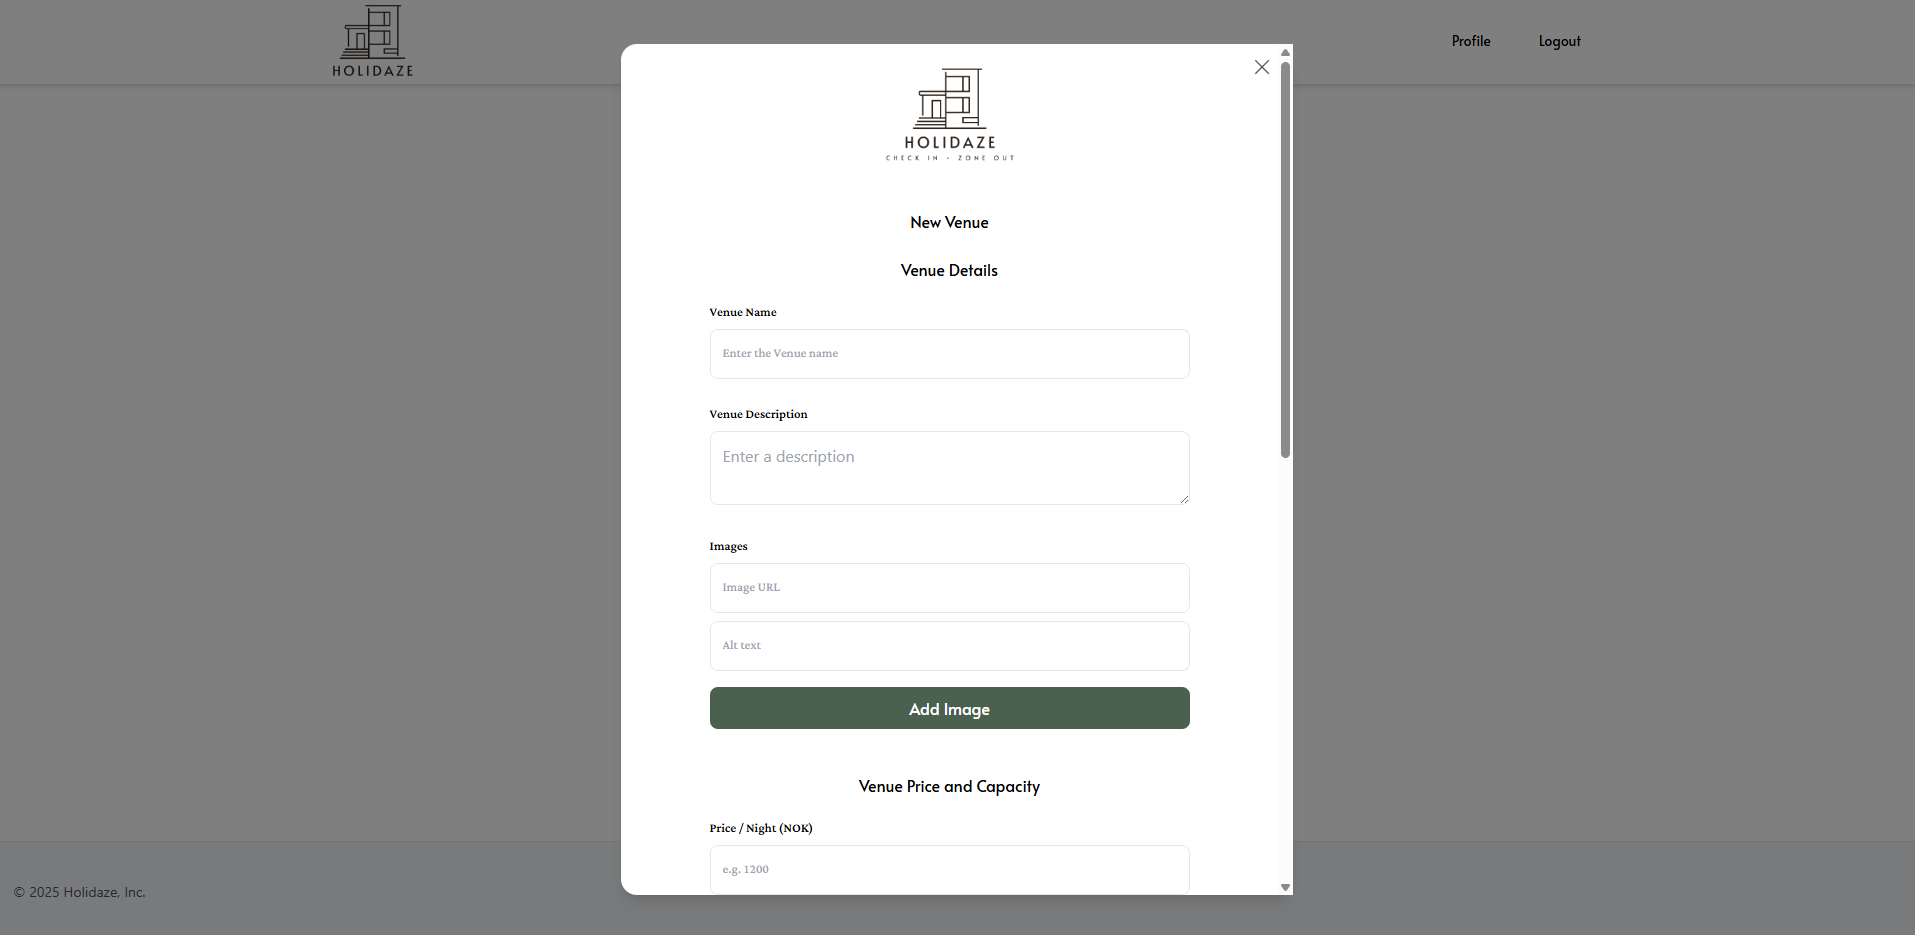 HOLIDAZE
Profile
Logout
HOLIDAZE
CHECK IN · ZONE OUT
New Venue
Venue Details
Venue Name
Enter the Venue name
Venue Description
Enter a description
Images
Image URL
Alt text
Add Image
Venue Price and Capacity
Price / Night (NOK)
e.g. 1200
© 2025 Holidaze, Inc.